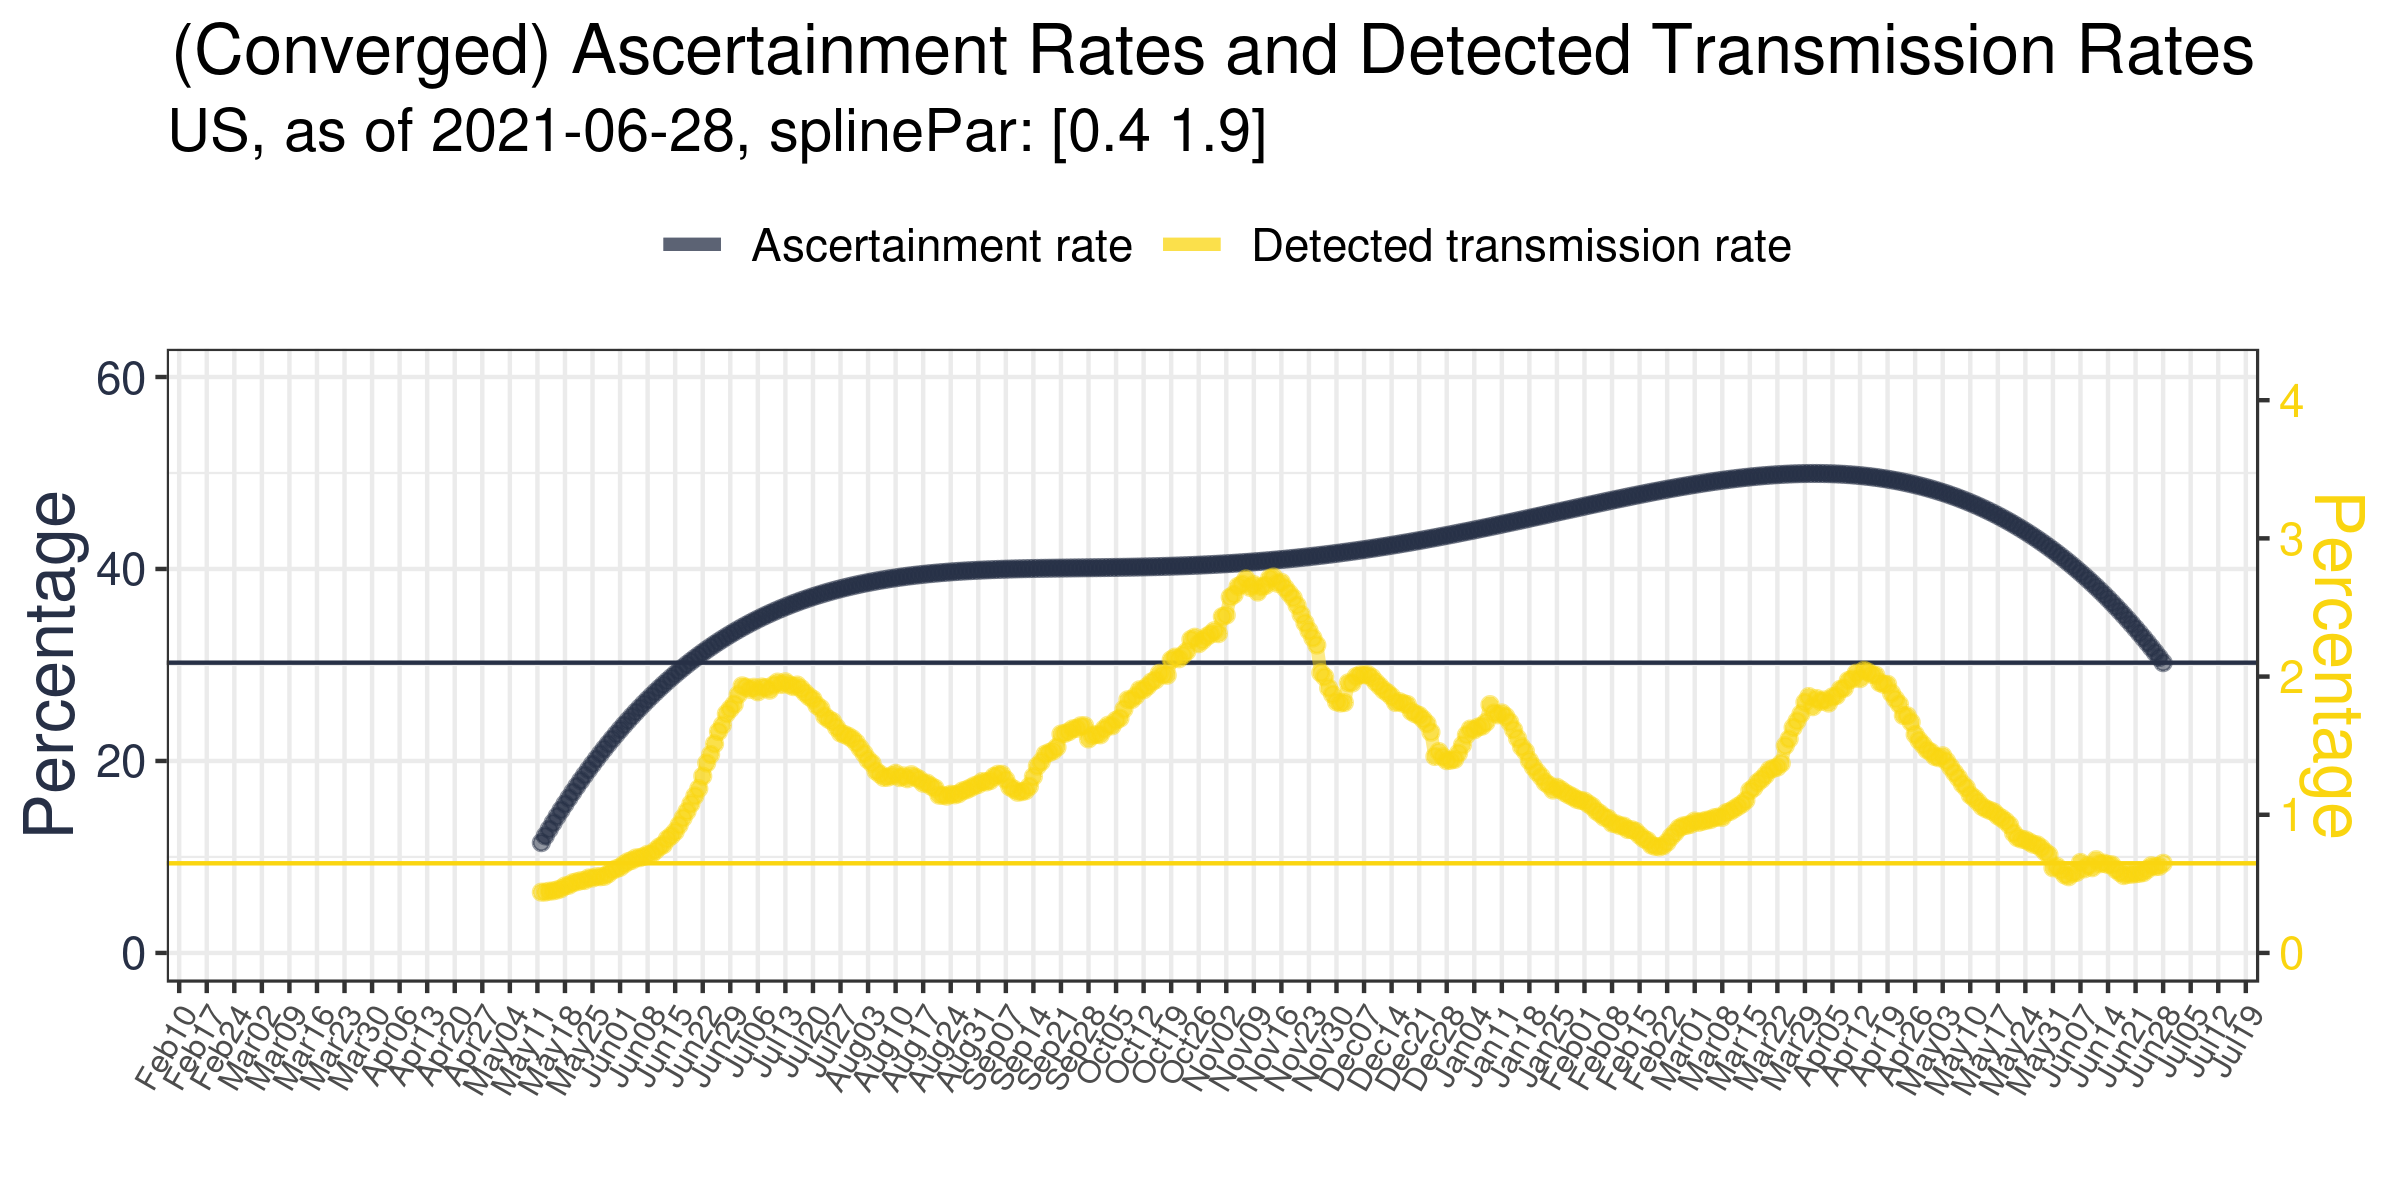 (Converged) Ascertainment Rates and Detected Transmission Rates
US, as of 2021-06-28, splinePar: [0.4 1.9]
Ascertainment rate
Detected transmission rate
Percentage
60
40
20
0
4
3
2
1
0
Percentage
Feb10
Feb17
Feb24
Mar02
Mar09
Mar16
Mar23
Mar30
Apr06
Apr13
Apr20
Apr27
May04
May11
May18
May25
Jun01
Jun08
Jun15
Jun22
Jun29
Jul06
Jul13
Jul20
Jul27
Aug03
Aug10
Aug17
Aug24
Aug31
Sep07
Sep14
Sep21
Sep28
Oct05
Oct12
Oct19
Oct26
Nov02
Nov09
Nov16
Nov23
Nov30
Dec07
Dec14
Dec21
Dec28
Jan04
Jan11
Jan18
Jan25
Feb01
Feb08
Feb15
Feb22
Mar01
Mar08
Mar15
Mar22
Mar29
Apr05
Apr12
Apr19
Apr26
May03
May10
May17
May24
May31
Jun07
Jun14
Jun21
Jun28
Jul05
Jul12
Jul19